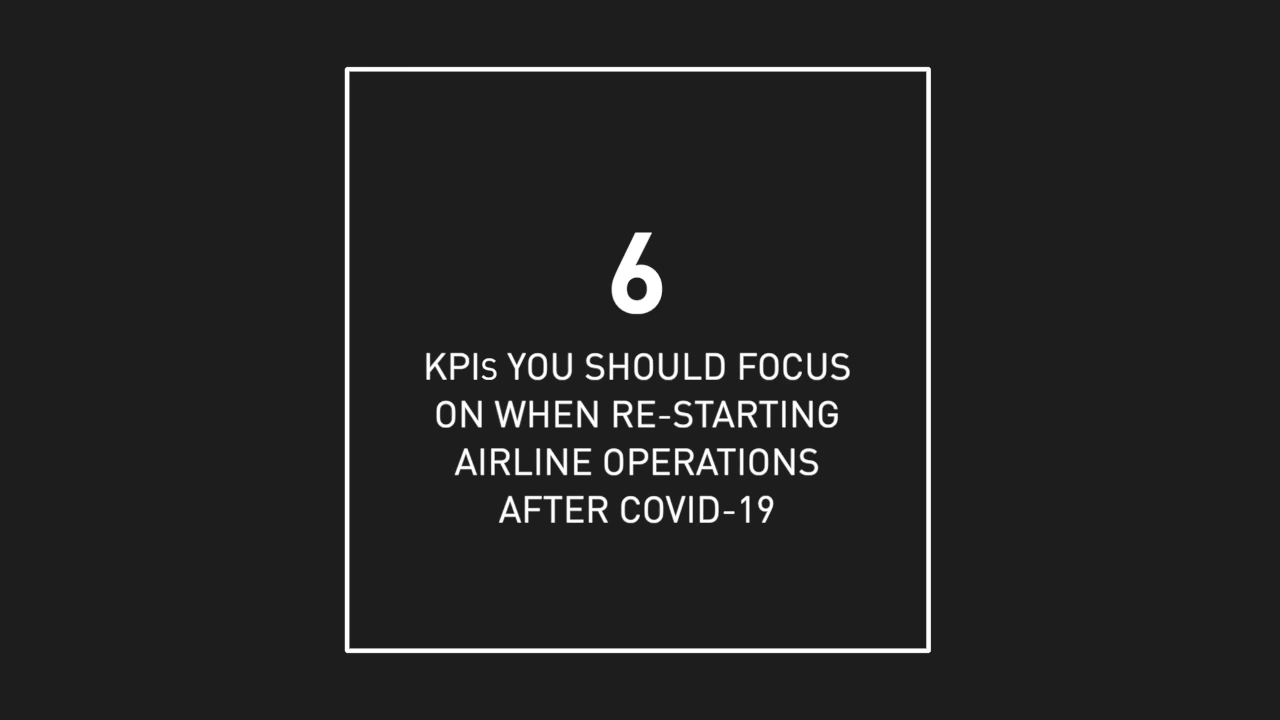 6
KPIs YOU SHOULD FOCUS
ON WHEN RE-STARTING
AIRLINE OPERATIONS
AFTER COVID-19